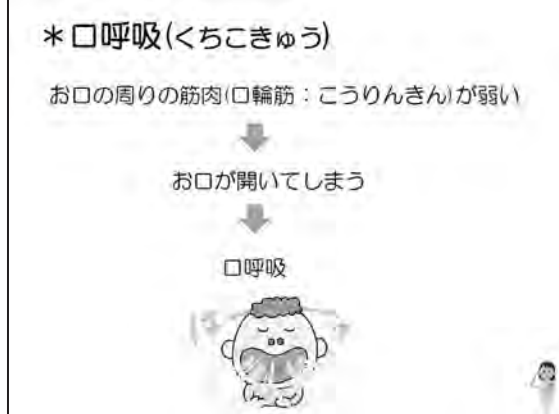 ＊口呼吸(くちこきゅう)
お口の周りの筋肉(口輪筋：こうりんきん)が弱い
お口が開いてしまう
口呼吸